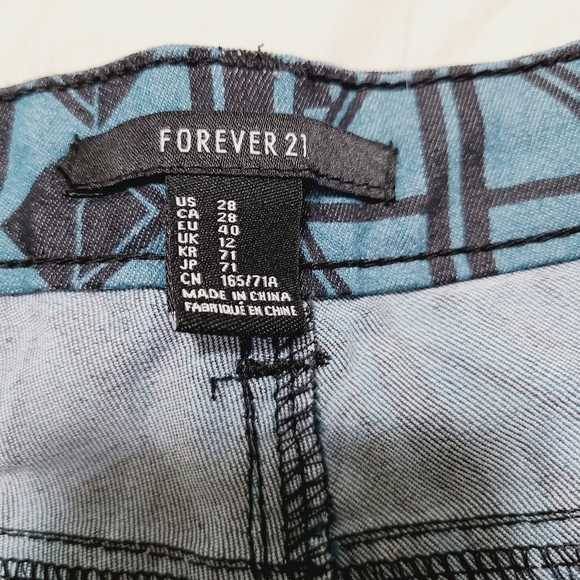 FOREVER 21
US 28
CA 28
EU 40
UK 12
KR 71
JP 71
CN 165/71A
MADE IN CHINA
FABRIQUÉ EN CHINE